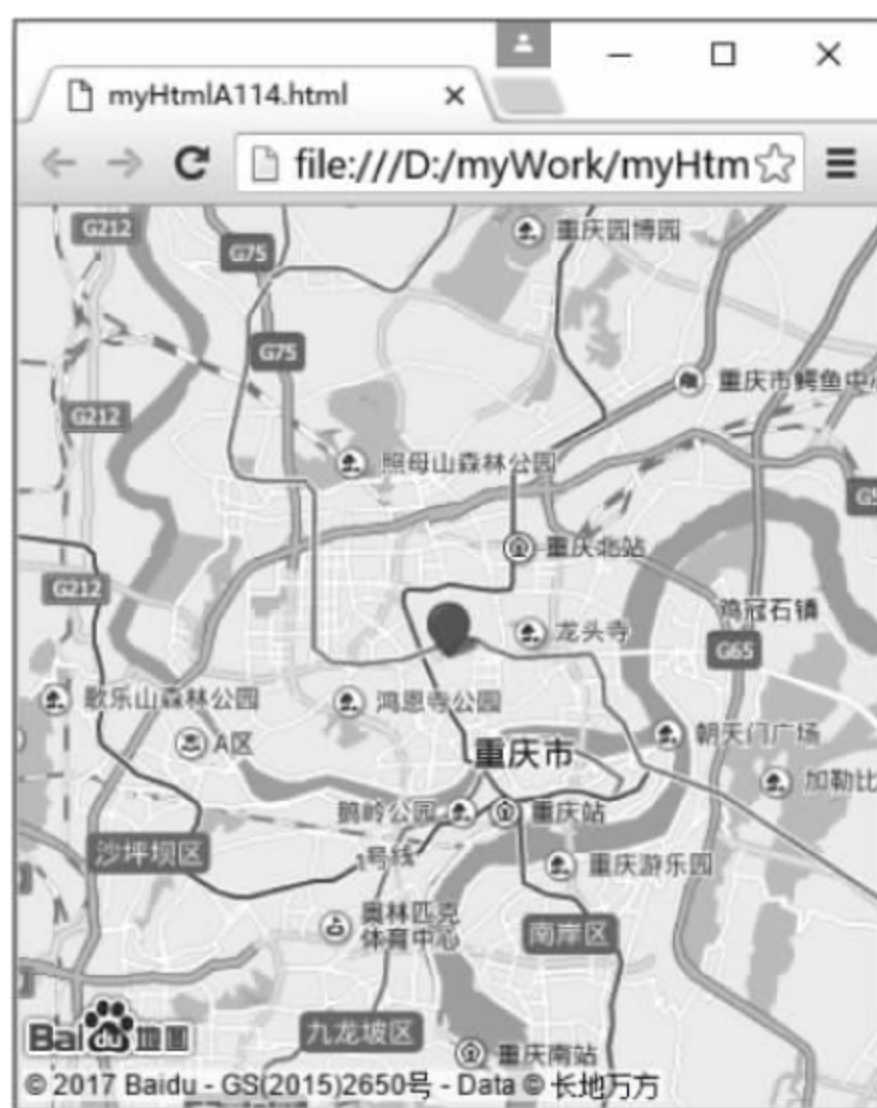 myHtmlA114.html
file:///D:/myWork/myHtm
G212
重庆园博园
G75
G75
重庆市鳄鱼中心
G212
照母山森林公园
重庆北站
G212
鸡冠石镇
龙头寺
G65
歌乐山森林公园
鸿恩寺公园
朝天门广场
A区
重庆市
加勒比
鹅岭公园
重庆站
沙坪坝区
1号线
重庆游乐园
奥林匹克
体育中心
南岸区
Bai du 地图
九龙坡区
重庆南站
© 2017 Baidu - GS(2015)2650号 - Data © 长地万方